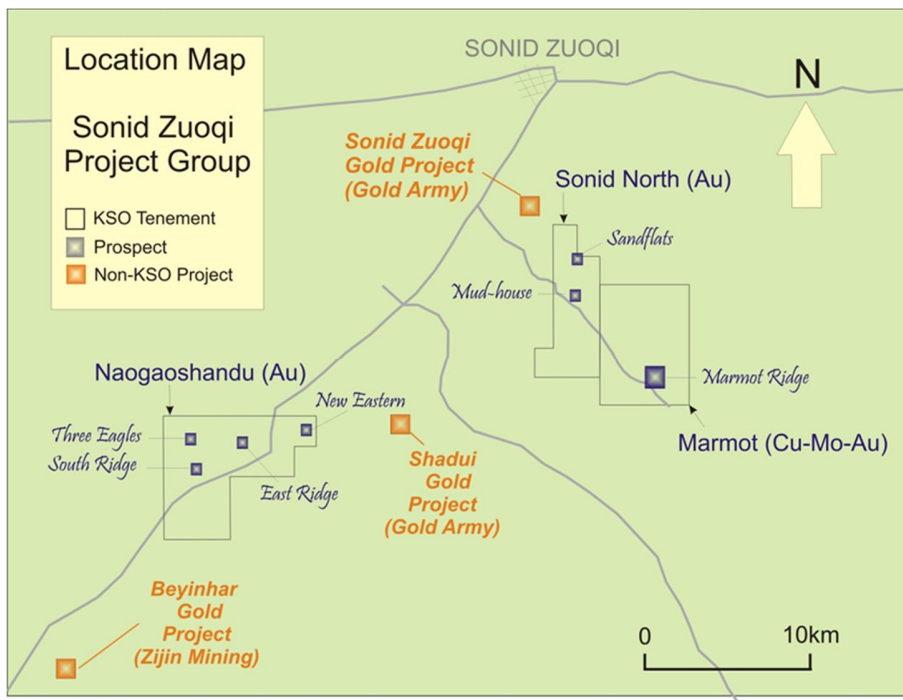 Location Map
Sonid Zuoqi
Project Group
KSO Tenement
Prospect
Non-KSO Project
SONID ZUOQI
N
Sonid Zuoqi
Gold Project
(Gold Army)
Sonid North (Au)
Sandflats
Mud-house
Marmot Ridge
Marmot (Cu-Mo-Au)
Naogaoshandu (Au)
New Eastern
Three Eagles
South Ridge
East Ridge
Shadui
Gold
Project
(Gold Army)
Beyinhar
Gold
Project
(Zijin Mining)
0 10km